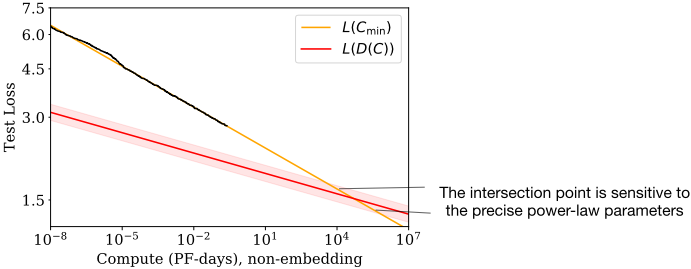 7.5
6.0
4.5
3.0
1.5
Test Loss
L(C_min)
L(D(C))
10^-8
10^-5
10^-2
10^1
10^4
10^7
Compute (PF-days), non-embedding
The intersection point is sensitive to
the precise power-law parameters